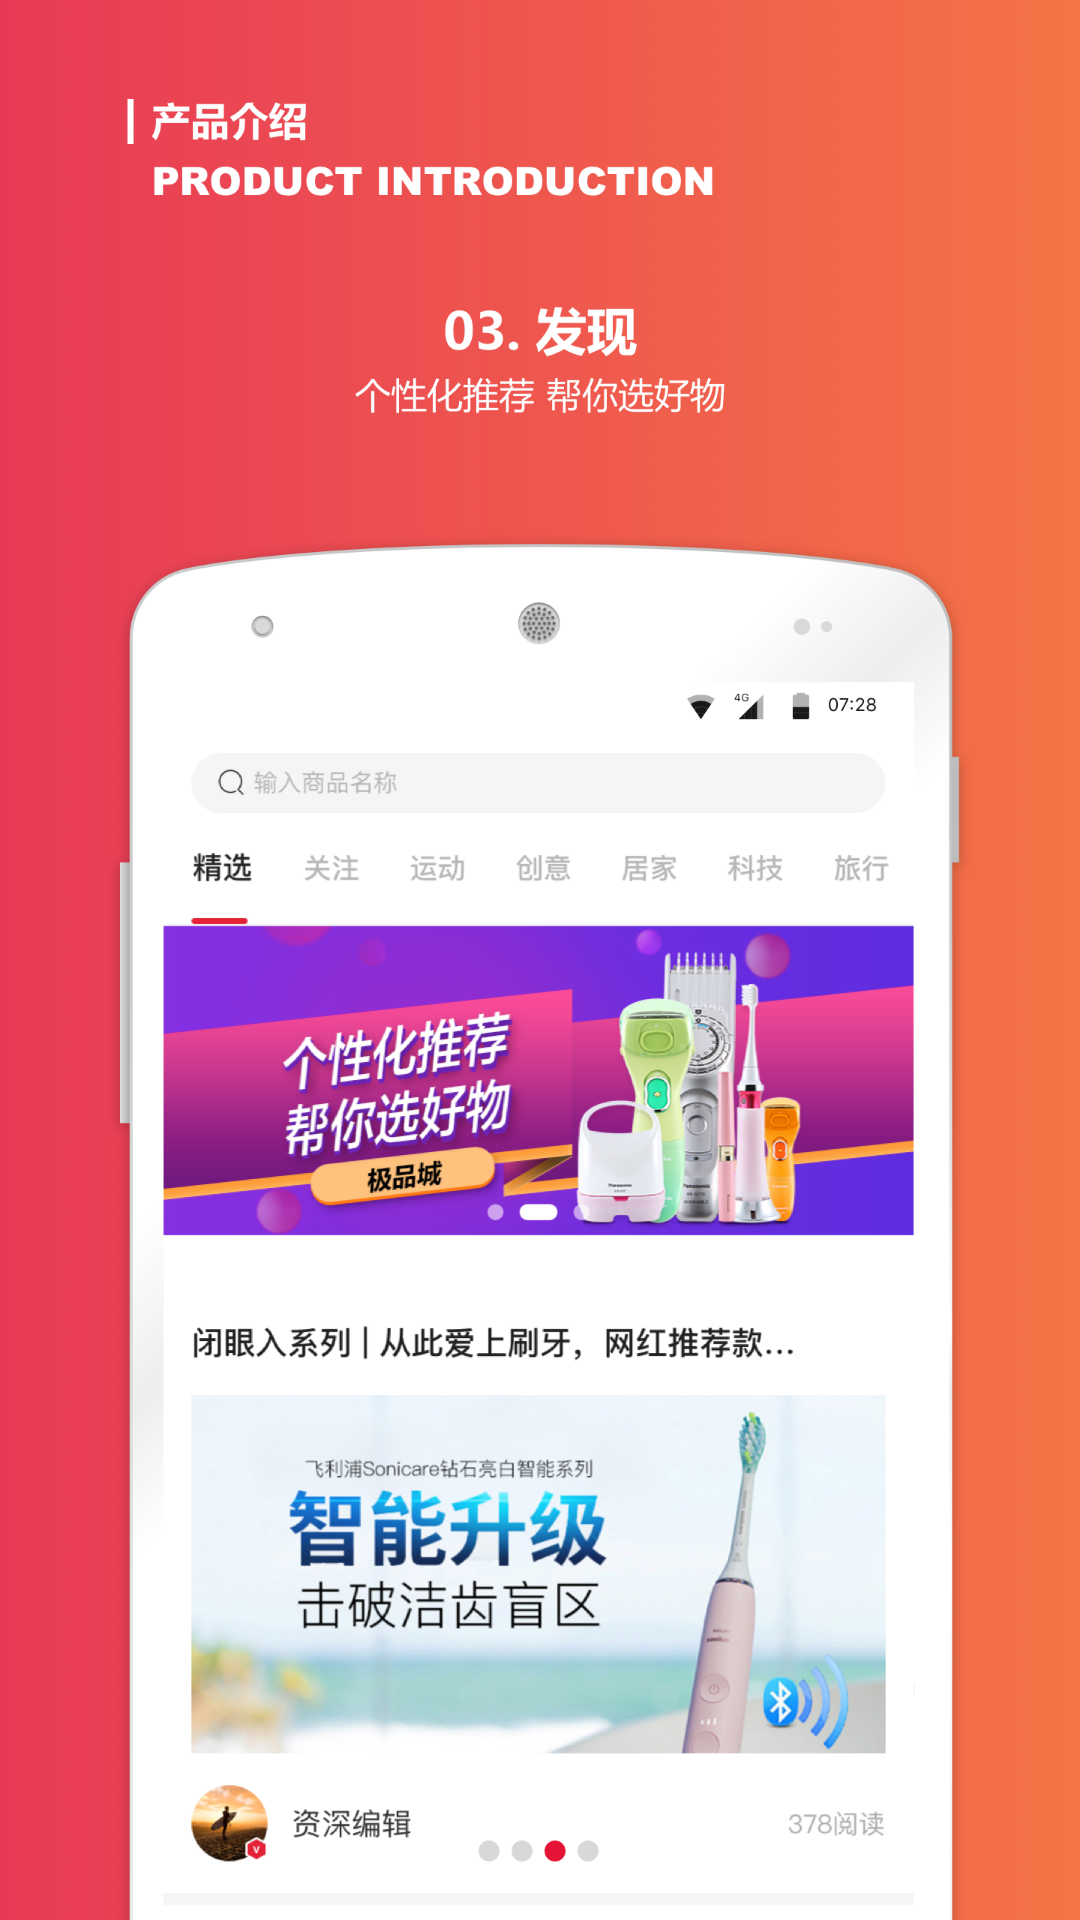 产品介绍
PRODUCT INTRODUCTION
03. 发现
个性化推荐 帮你选好物
4G
07:28
输入商品名称
精选 关注 运动 创意 居家 科技 旅行
个性化推荐
帮你选好物
极品城
Panasonic
Panasonic
闭眼入系列 | 从此爱上刷牙，网红推荐款...
飞利浦Sonicare钻石亮白智能系列
智能升级
击破洁齿盲区
资深编辑
V
378阅读